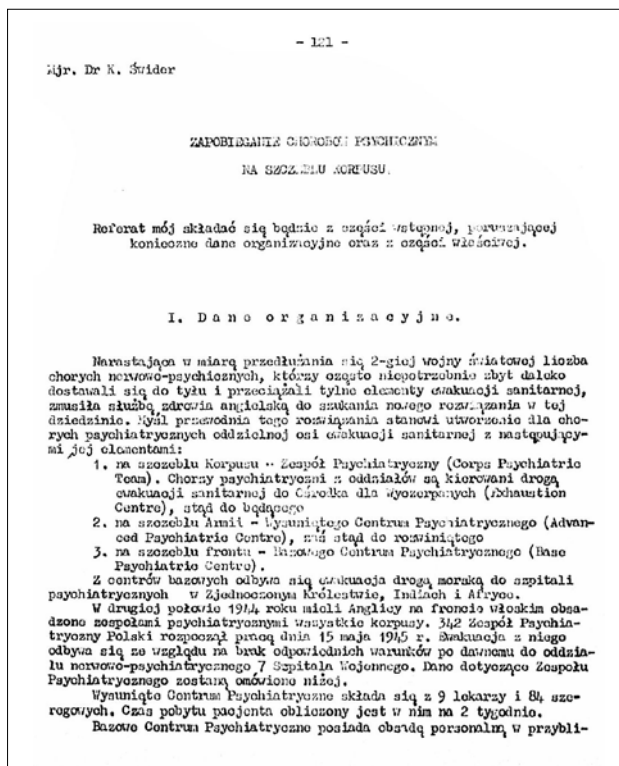 - 121 -
Mjr. Dr K. Świder
ZAPOBIEGANIE CHOROBOM PSYCHICZNYM
NA SZCZEBLU KORPUSU.
Referat mój składać się będzie z części wstępnej, poruszającej
konieczne dane organizacyjne oraz z części właściwej.
I. Dane organizacyjne.
Narastająca w miarę przedłużania się 2-giej wojny światowej liczba
chorych nerwowo-psychicznych, którzy często niepotrzebnie zbyt daleko
dostawali się do tyłu i przeciążali tylne elementy ewakuacji sanitarnej,
zmusiła służbę zdrowia angielską do szukania nowego rozwiązania w tej
dziedzinie. Myśl przewodnia tego rozwiązania stanowi utworzenie dla cho-
rych psychiatrycznych oddzielnej osi ewakuacji sanitarnej z następujący-
mi jej elementami:
1. na szczeblu Korpusu - Zespół Psychiatryczny (Corps Psychiatric
Team). Chorzy psychiatryczni z oddziałów są kierowani drogą
ewakuacji sanitarnej do Ośrodka dla Wyczerpanych (Exhaustion
Centre), stąd do będącego
2. na szczeblu Armii - Wysuniętego Centrum Psychiatrycznego (Advan-
ced Psychiatric Centre), zaś stąd do rozwiniętego
3. na szczeblu frontu - Bazowego Centrum Psychiatrycznego (Base
Psychiatric Centre).
Z centrów bazowych odbywa się ewakuacja drogą morską do szpitali
psychiatrycznych w Zjednoczonym Królestwie, Indiach i Afryce.
W drugiej połowie 1944 roku mieli Anglicy na froncie włoskim obsa-
dzone zespołami psychiatrycznymi wszystkie korpusy. 342 Zespół Psychia-
tryczny Polski rozpoczął pracę dnia 15 maja 1945 r. Ewakuacja z niego
odbywa się ze względu na brak odpowiednich warunków po dawnemu do oddzia-
łu nerwowo-psychicznego 7 Szpitala Wojennego. Dane dotyczące Zespołu
Psychiatrycznego zostaną omówione niżej.
Wysunięte Centrum Psychiatryczne składa się z 9 lekarzy i 84 sze-
regowych. Czas pobytu pacjenta obliczony jest w nim na 2 tygodnie.
Bazowe Centrum Psychiatryczne posiada obsadę personalną w przybli-